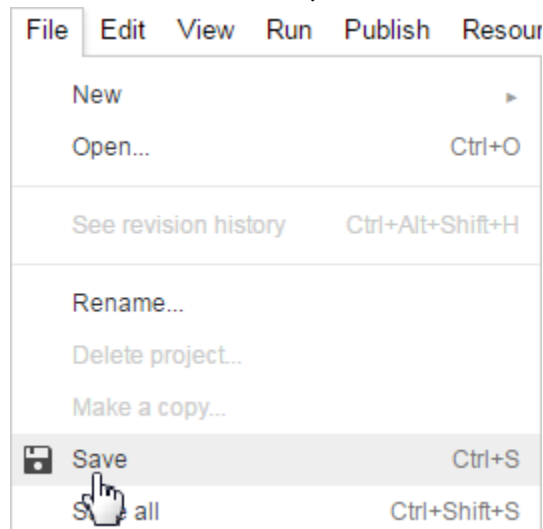 File Edit View Run Publish Resour
New
Open... Ctrl+O
See revision history Ctrl+Alt+Shift+H
Rename...
Delete project...
Make a copy...
Save Ctrl+S
all Ctrl+Shift+S